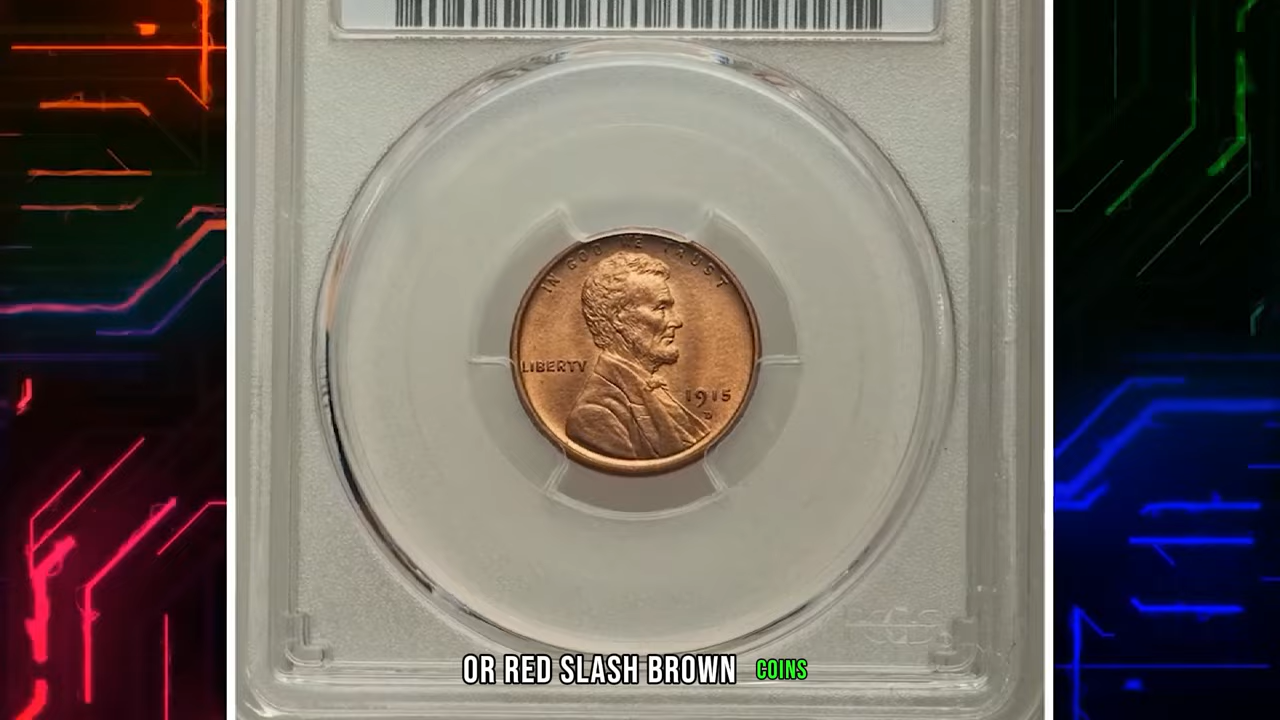 IN GOD WE TRUST
LIBERTY
1915
D
OR RED SLASH BROWN COINS